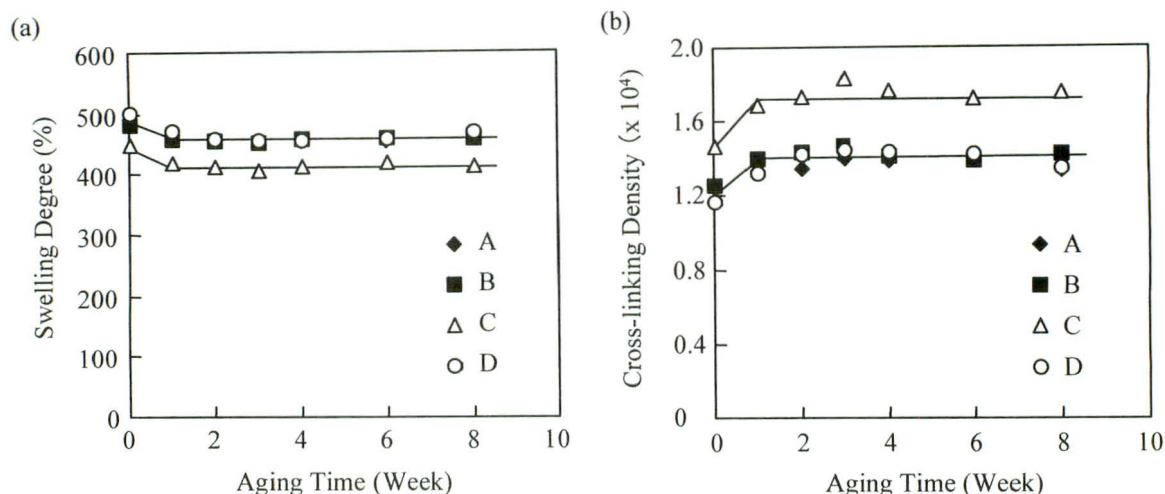 (a)
600
500
400
300
200
100
0
Swelling Degree (%)
A
B
C
D
0 2 4 6 8 10
Aging Time (Week)
(b)
2.0
1.6
1.2
0.8
0.4
0
Cross-linking Density (x 10⁴)
A
B
C
D
0 2 4 6 8 10
Aging Time (Week)